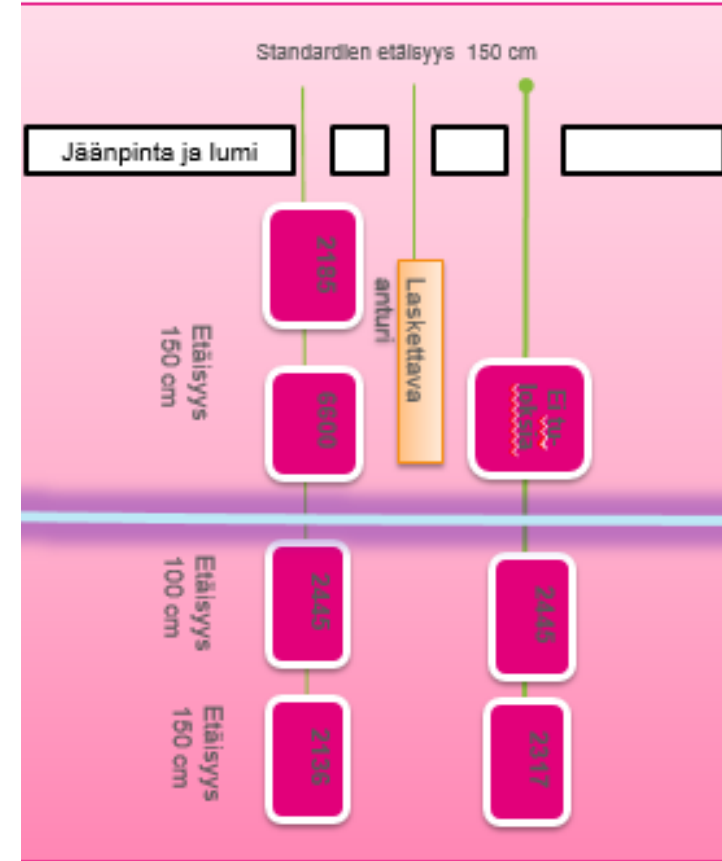 Standardien etäisyys 150 cm
Jäänpinta ja lumi
2185
Laskettava
anturi
Etäisyys
150 cm
6600
Ei tu-
loksia
Etäisyys
100 cm
2445
2445
Etäisyys
150 cm
2136
2317